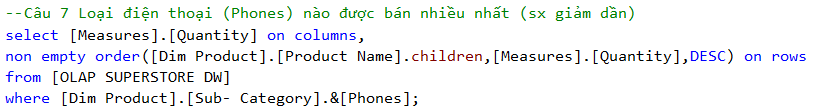 --Câu 7 Loại điện thoại (Phones) nào được bán nhiều nhất (sx giảm dần)
select [Measures].[Quantity] on columns,
non empty order([Dim Product].[Product Name].children,[Measures].[Quantity],DESC) on rows
from [OLAP SUPERSTORE DW]
where [Dim Product].[Sub- Category].&[Phones];